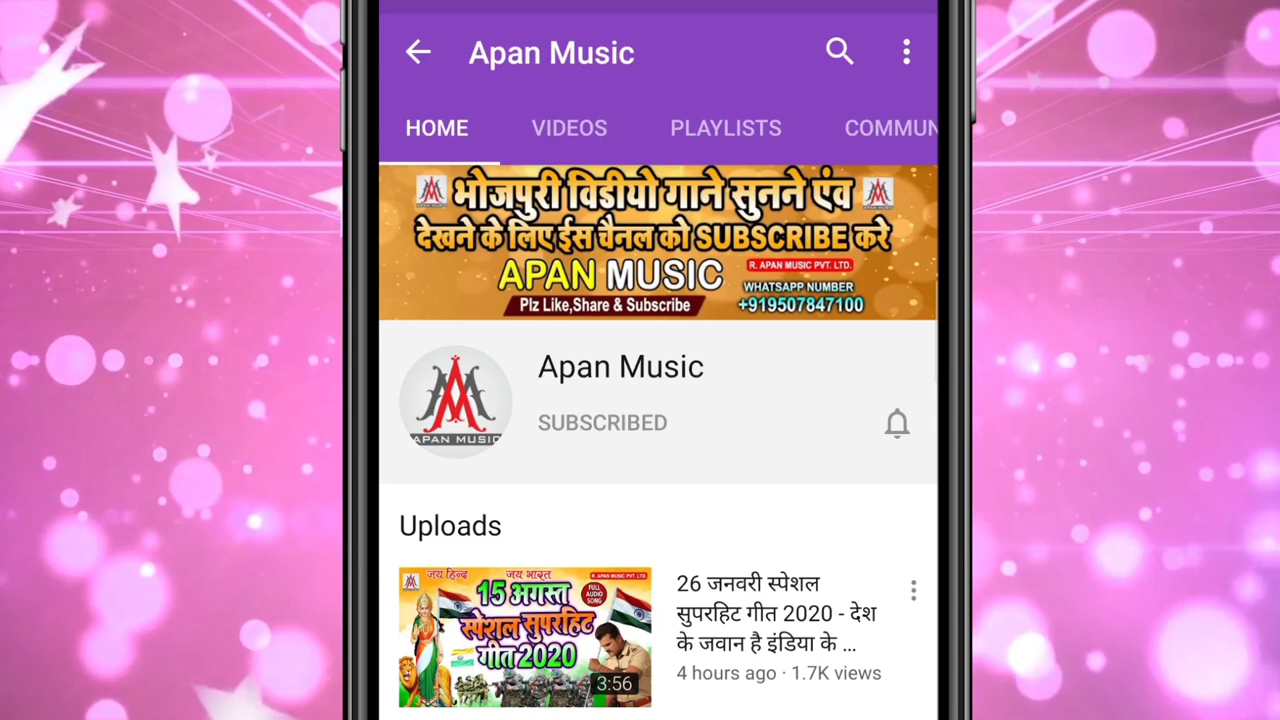 Apan Music
HOME VIDEOS PLAYLISTS COMMUN
भोजपुरी विडीयो गाने सुनने एंव
देखने के लिए ईस चैनल को SUBSCRIBE करे
APAN MUSIC
R. APAN MUSIC PVT. LTD.
WHATSAPP NUMBER
+919507847100
Plz Like,Share & Subscribe
APAN MUSIC
Apan Music
SUBSCRIBED
Uploads
जय हिन्द जय भारत
R. APAN MUSIC PVT. LTD
15 अगस्त
FULL
AUDIO
SONG
स्पेशल सुपरहिट
गीत 2020
3:56
26 जनवरी स्पेशल
सुपरहिट गीत 2020 - देश
के जवान है इंडिया के ...
4 hours ago · 1.7K views